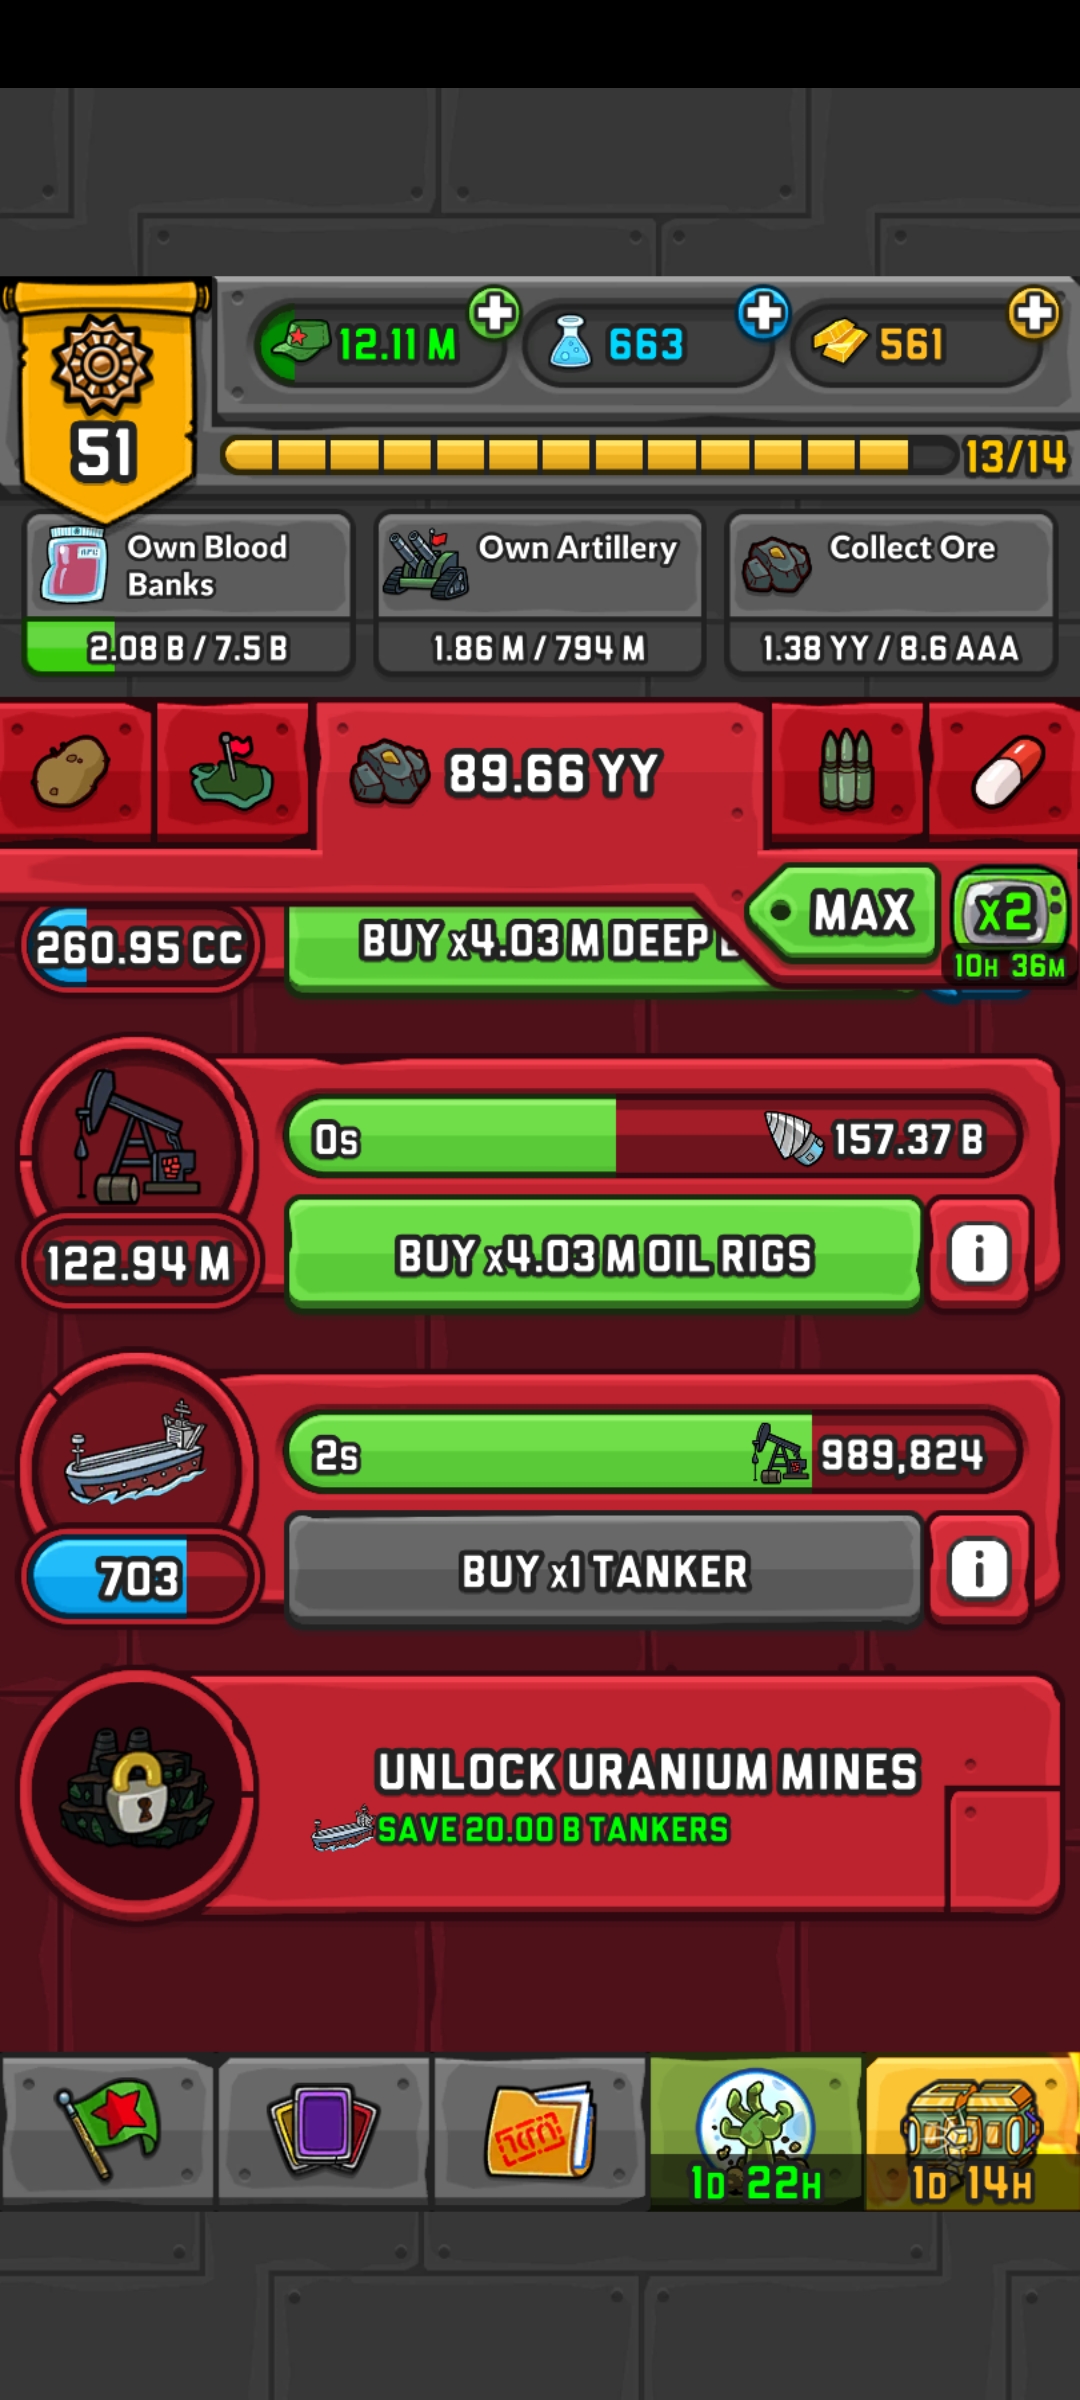 12.11 M
663
561
51
13/14
Own Blood
Banks
2.08 B / 7.5 B
Own Artillery
1.86 M / 794 M
Collect Ore
1.38 YY / 8.6 AAA
89.66 YY
MAX
x2
10H 36M
260.95 CC
BUY x4.03 M DEEP
0s
157.37 B
122.94 M
BUY x4.03 M OIL RIGS
i
2s
989,824
703
BUY x1 TANKER
i
UNLOCK URANIUM MINES
SAVE 20.00 B TANKERS
1D 22H
1D 14H